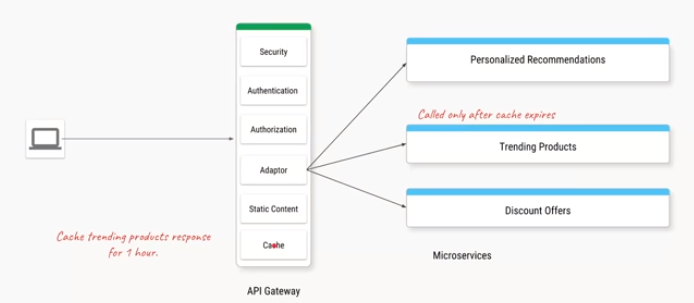 Security
Authentication
Authorization
Adaptor
Static Content
Cache
API Gateway
Cache trending products response
for 1 hour.
Personalized Recommendations
Called only after cache expires
Trending Products
Discount Offers
Microservices